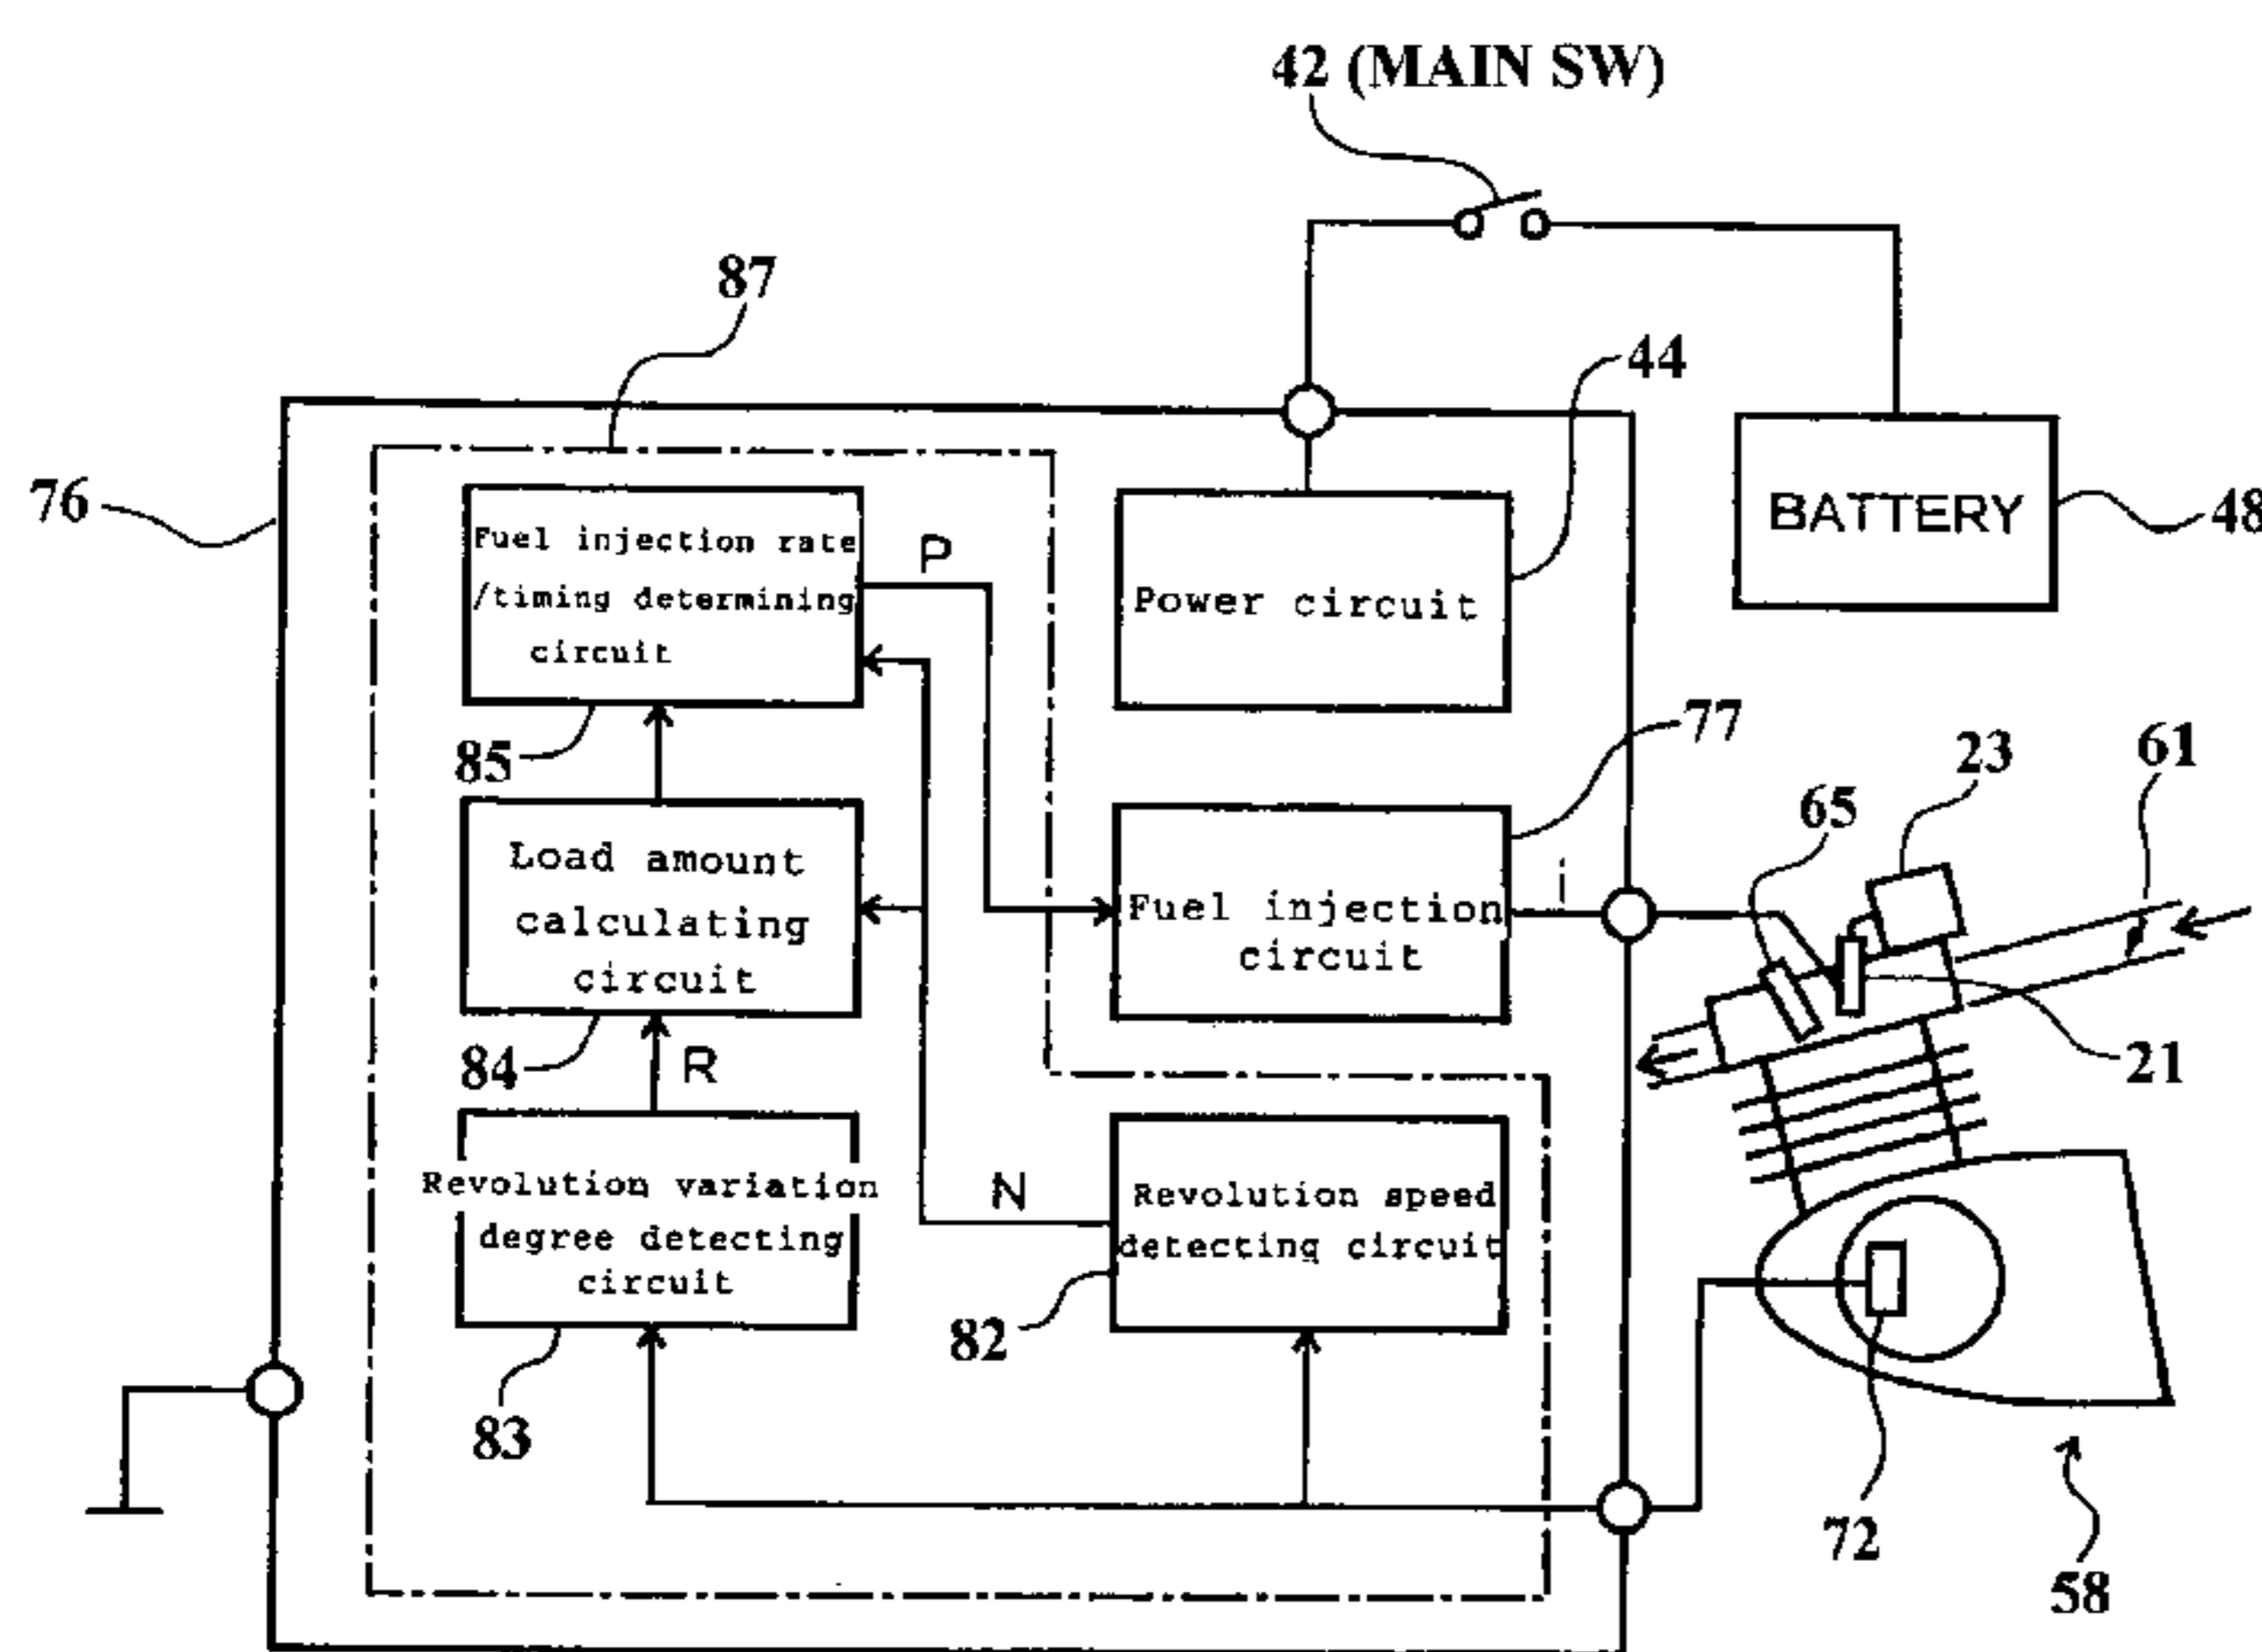 42 (MAIN SW)
87
44
76
BATTERY
48
Fuel injection rate
/timing determining
circuit
P
Power circuit
85
77
23
61
65
Load amount
calculating
circuit
Fuel injection
circuit
i
84
R
21
Revolution variation
degree detecting
circuit
N
Revolution speed
detecting circuit
82
83
72
58